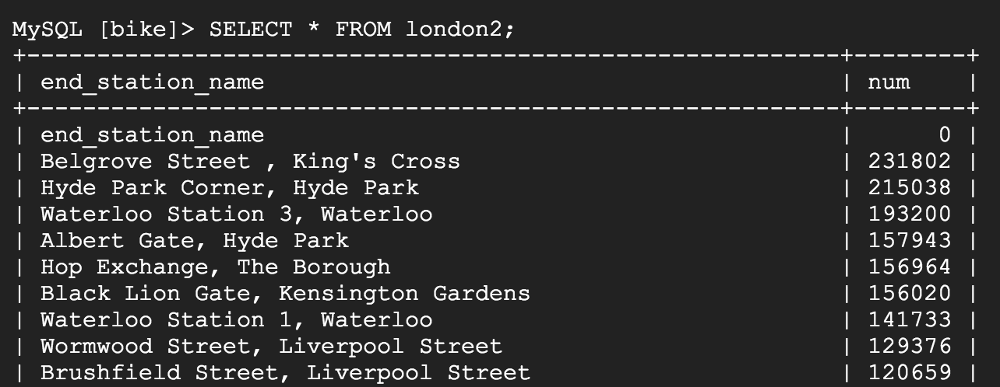 MySQL [bike]> SELECT * FROM london2;
+----------------------------------------------------------+--------+
| end_station_name                                         | num    |
+----------------------------------------------------------+--------+
| end_station_name                                         |      0 |
| Belgrove Street , King's Cross                           | 231802 |
| Hyde Park Corner, Hyde Park                              | 215038 |
| Waterloo Station 3, Waterloo                             | 193200 |
| Albert Gate, Hyde Park                                   | 157943 |
| Hop Exchange, The Borough                                | 156964 |
| Black Lion Gate, Kensington Gardens                      | 156020 |
| Waterloo Station 1, Waterloo                             | 141733 |
| Wormwood Street, Liverpool Street                        | 129376 |
| Brushfield Street, Liverpool Street                      | 120659 |